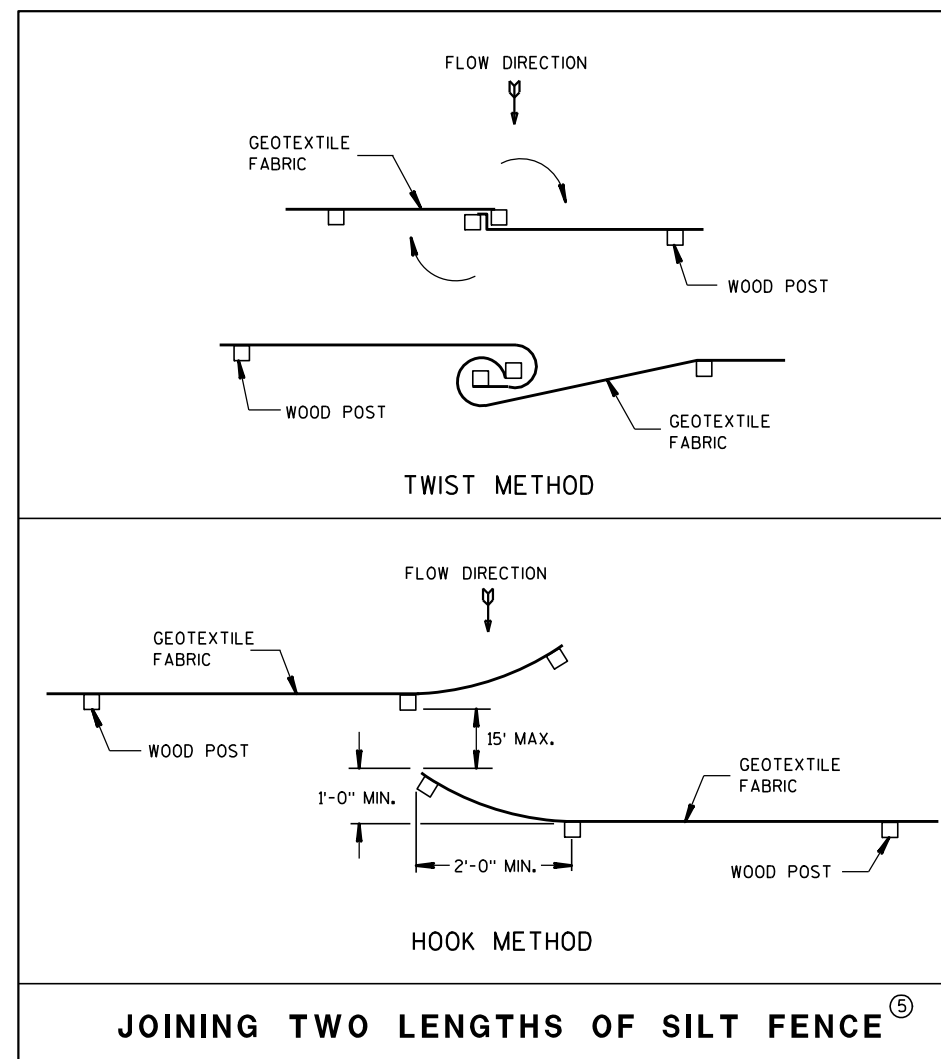 FLOW DIRECTION
GEOTEXTILE
FABRIC
WOOD POST
WOOD POST
GEOTEXTILE
FABRIC
TWIST METHOD
FLOW DIRECTION
GEOTEXTILE
FABRIC
WOOD POST
15' MAX.
1'-0" MIN.
GEOTEXTILE
FABRIC
2'-0" MIN.
WOOD POST
HOOK METHOD
JOINING TWO LENGTHS OF SILT FENCE ⑤